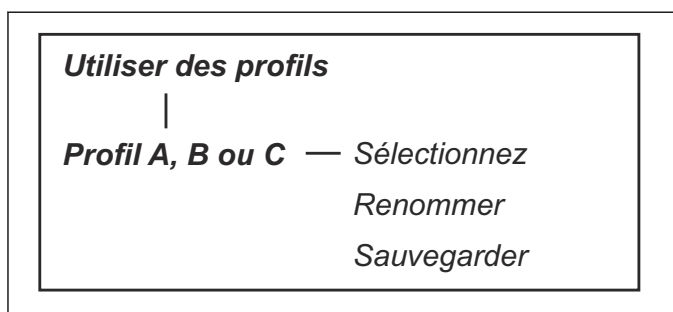 Utiliser des profils
Profil A, B ou C — Sélectionnez
Renommer
Sauvegarder